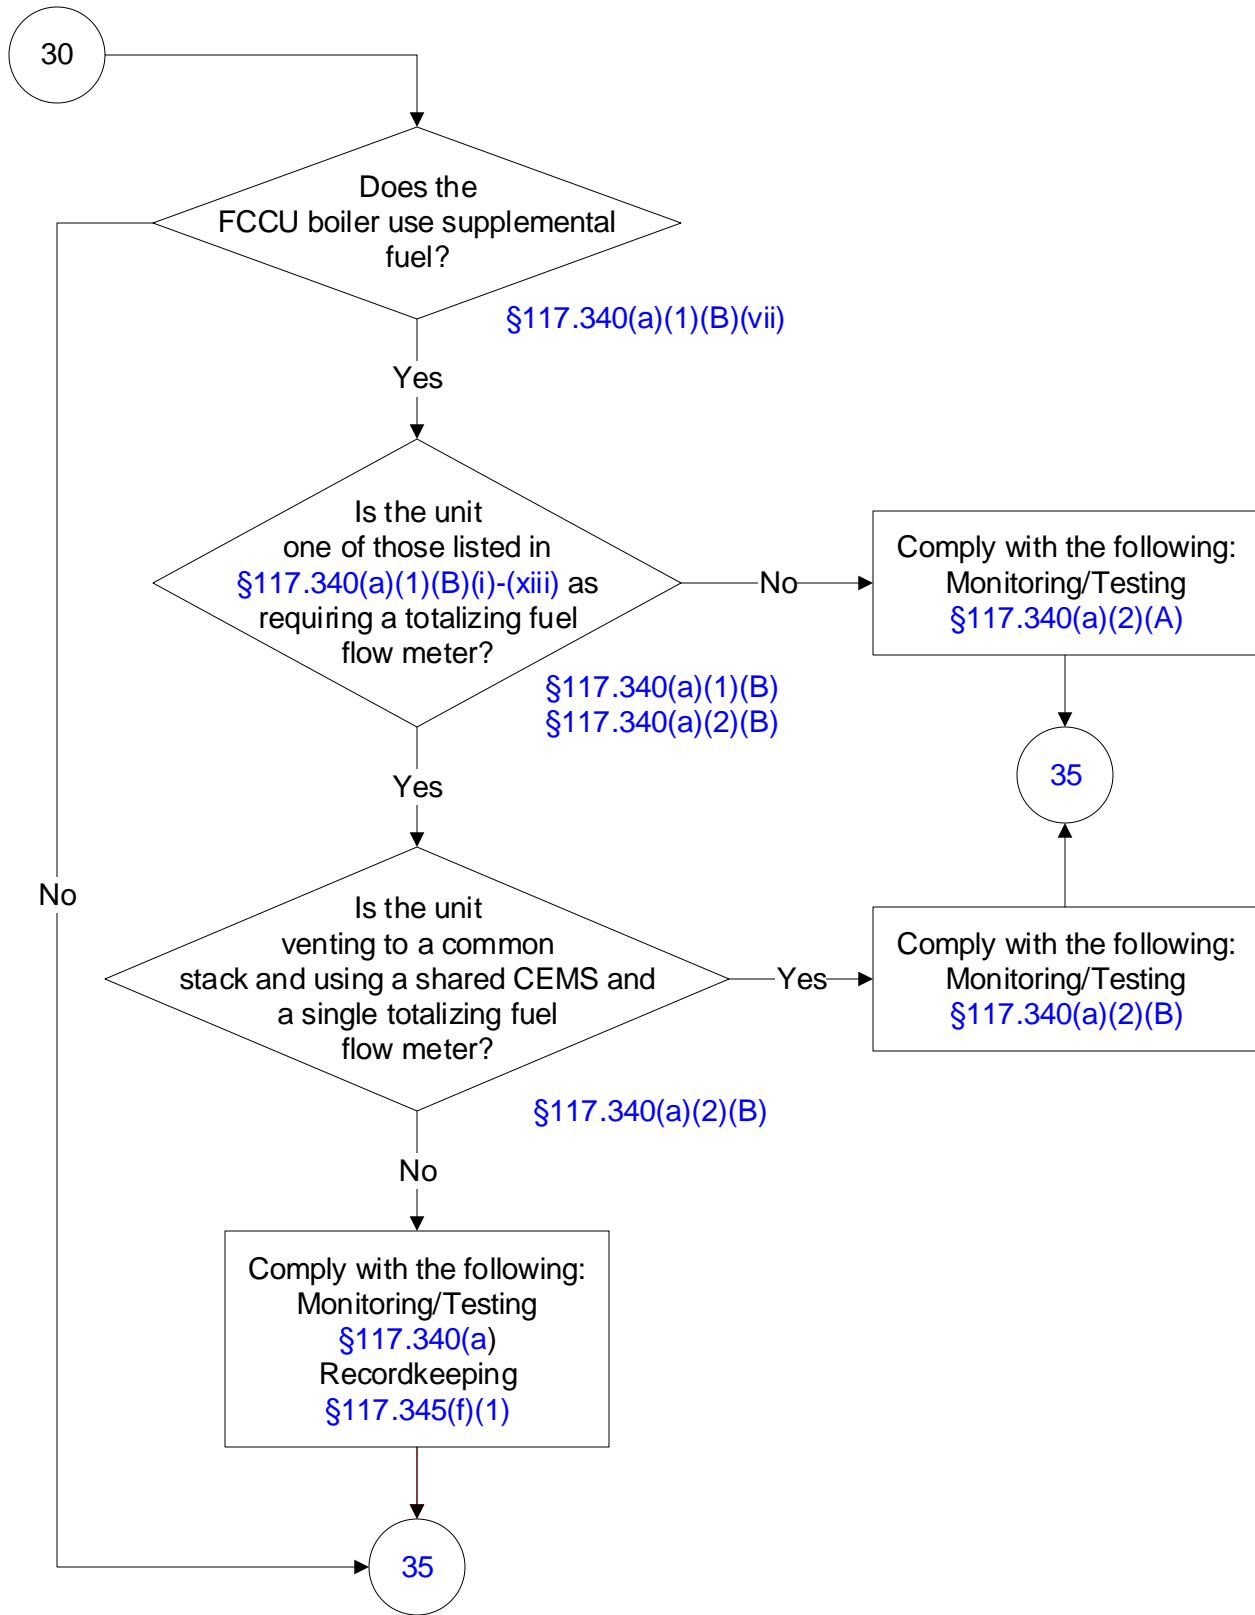 30
Does the
FCCU boiler use supplemental
fuel?
§117.340(a)(1)(B)(vii)
Yes
Is the unit
one of those listed in
§117.340(a)(1)(B)(i)-(xiii) as
requiring a totalizing fuel
flow meter?
§117.340(a)(1)(B)
§117.340(a)(2)(B)
No
Comply with the following:
Monitoring/Testing
§117.340(a)(2)(A)
35
Yes
No
Is the unit
venting to a common
stack and using a shared CEMS and
a single totalizing fuel
flow meter?
§117.340(a)(2)(B)
Yes
Comply with the following:
Monitoring/Testing
§117.340(a)(2)(B)
No
Comply with the following:
Monitoring/Testing
§117.340(a)
Recordkeeping
§117.345(f)(1)
35